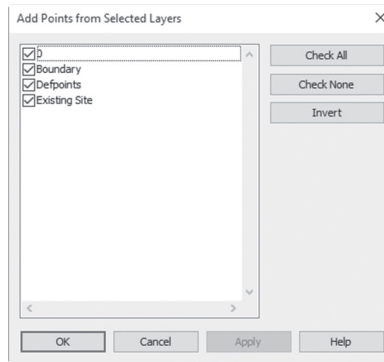 Add Points from Selected Layers
0
Boundary
Defpoints
Existing Site
Check All
Check None
Invert
OK
Cancel
Apply
Help